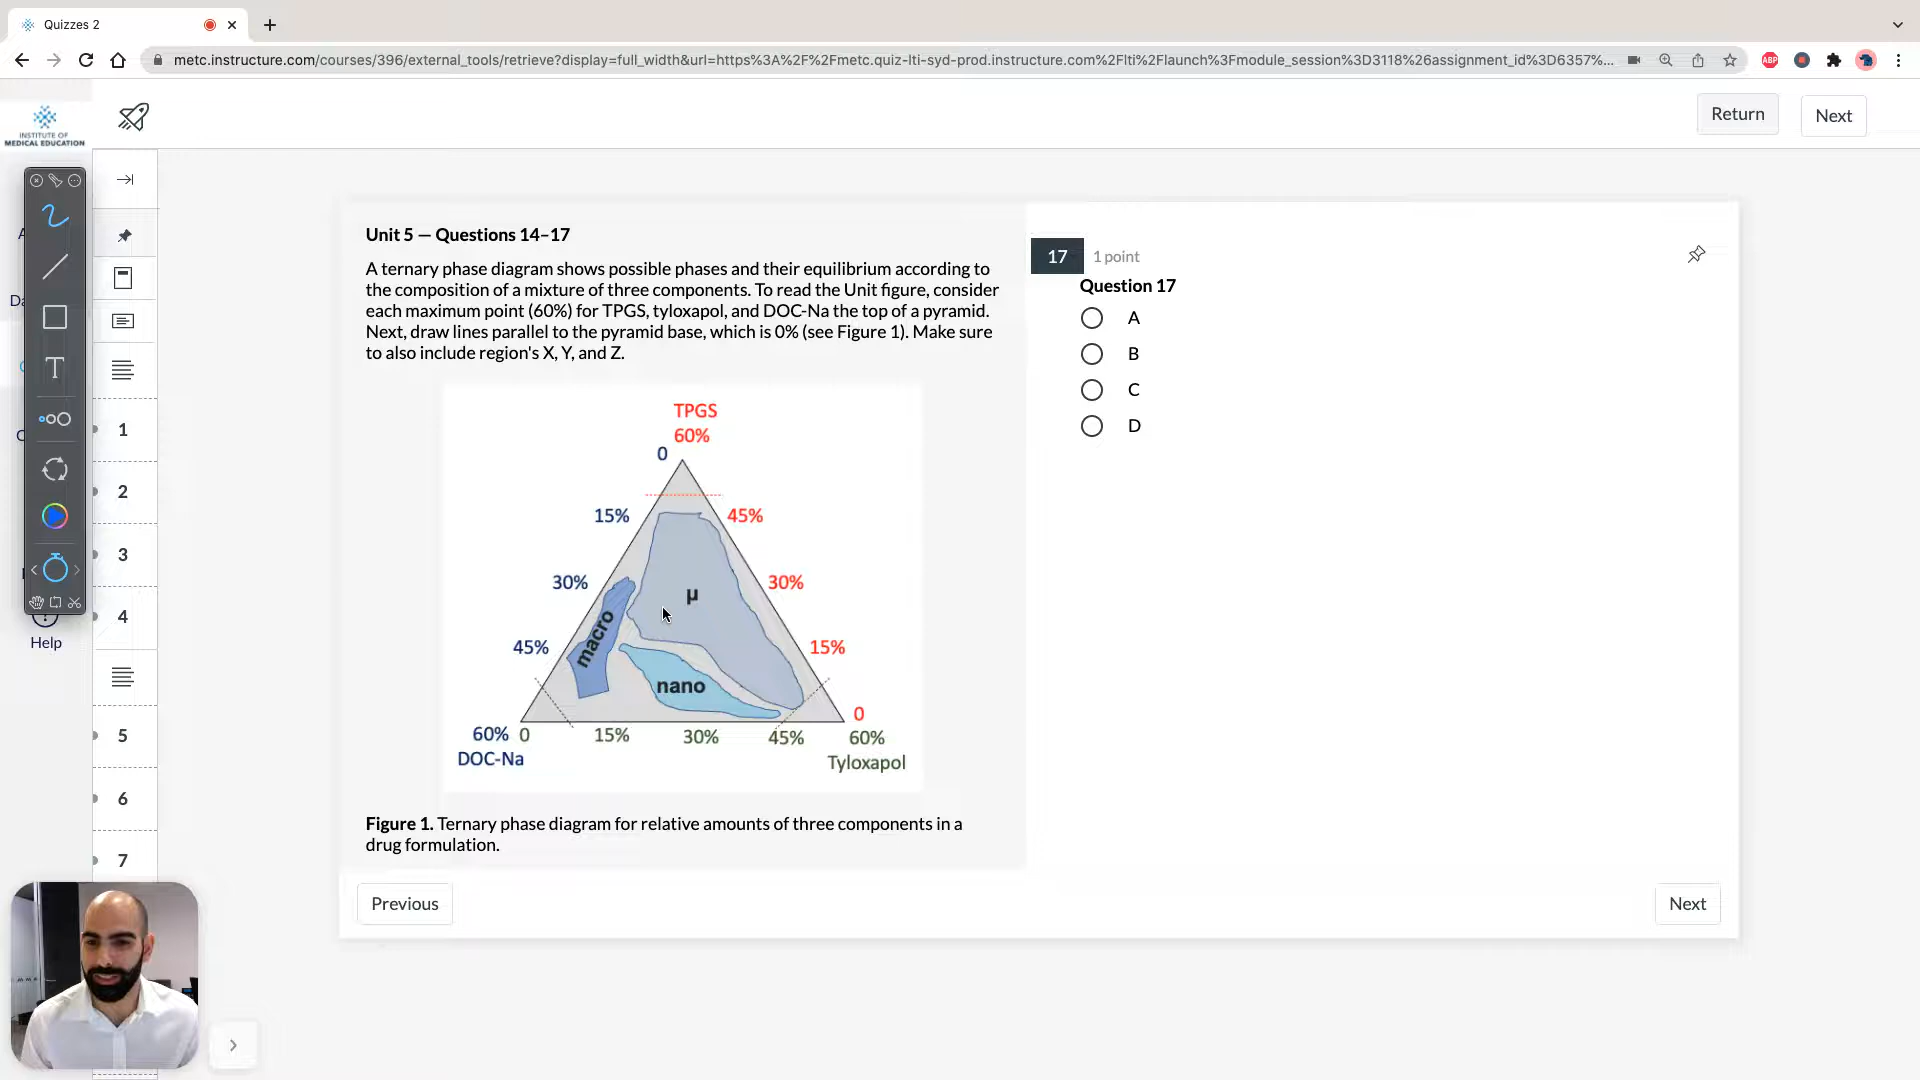 Quizzes 2
metc.instructure.com/courses/396/external_tools/retrieve?display=full_width&url=https%3A%2F%2Fmetc.quiz-lti-syd-prod.instructure.com%2Flti%2Flaunch%3Fmodule_session%3D3118%26assignment_id%3D6357%...
ABP
INSTITUTE OF
MEDICAL EDUCATION
Return
Next
T
Help
1
2
3
4
5
6
7
Unit 5 — Questions 14–17
A ternary phase diagram shows possible phases and their equilibrium according to
the composition of a mixture of three components. To read the Unit figure, consider
each maximum point (60%) for TPGS, tyloxapol, and DOC-Na the top of a pyramid.
Next, draw lines parallel to the pyramid base, which is 0% (see Figure 1). Make sure
to also include region's X, Y, and Z.
TPGS
60%
0
15%
45%
30%
30%
µ
macro
45%
15%
nano
0
60%
0
15%
30%
45%
60%
DOC-Na
Tyloxapol
Figure 1. Ternary phase diagram for relative amounts of three components in a
drug formulation.
17
1 point
Question 17
A
B
C
D
Previous
Next